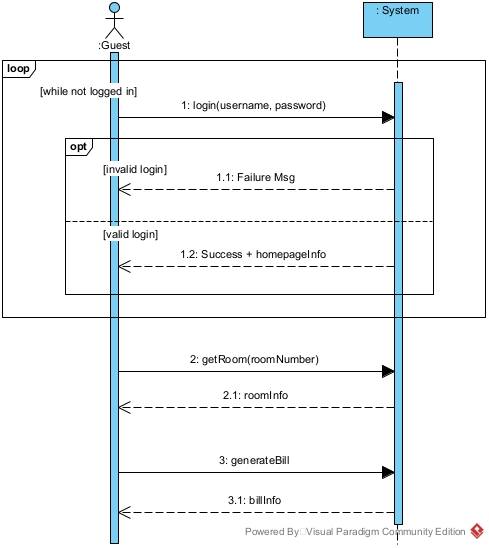 : System
:Guest
loop
[while not logged in]
1: login(username, password)
opt
[invalid login]
1.1: Failure Msg
[valid login]
1.2: Success + homepageInfo
2: getRoom(roomNumber)
2.1: roomInfo
3: generateBill
3.1: billInfo
Powered By Visual Paradigm Community Edition